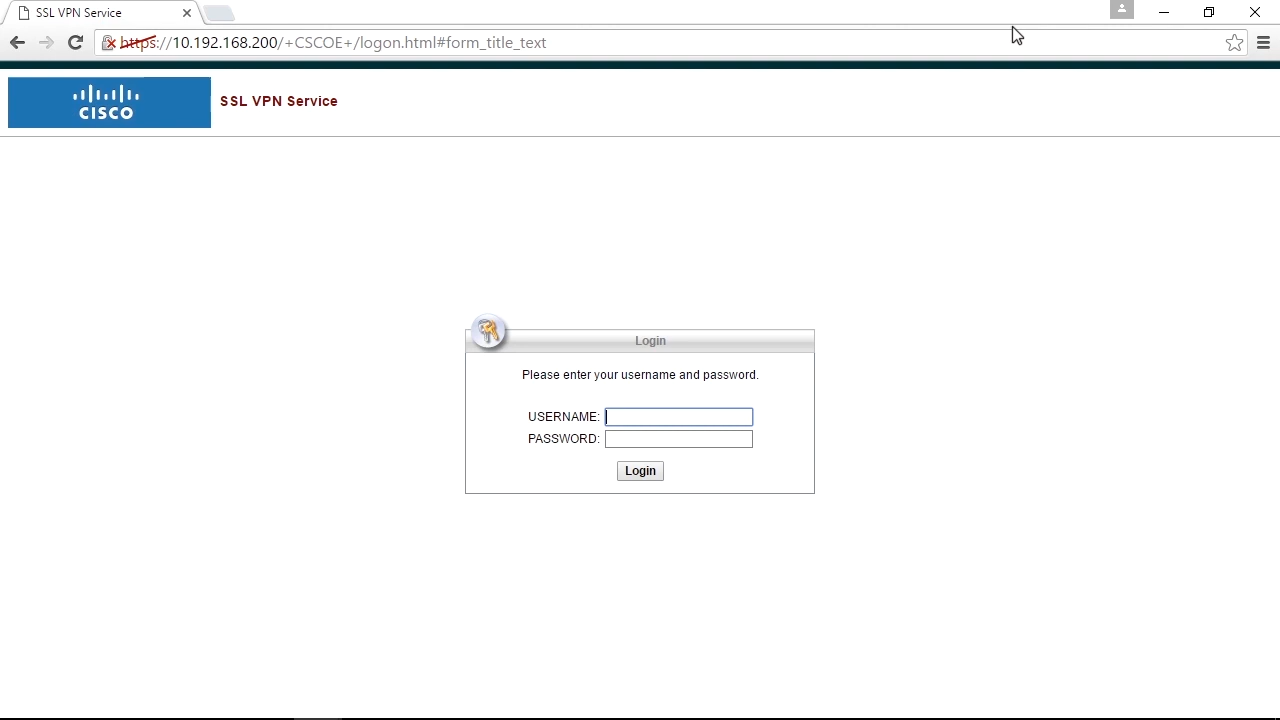 SSL VPN Service
https://10.192.168.200/+CSCOE+/logon.html#form_title_text
CISCO
SSL VPN Service
Login
Please enter your username and password.
USERNAME:
PASSWORD:
Login